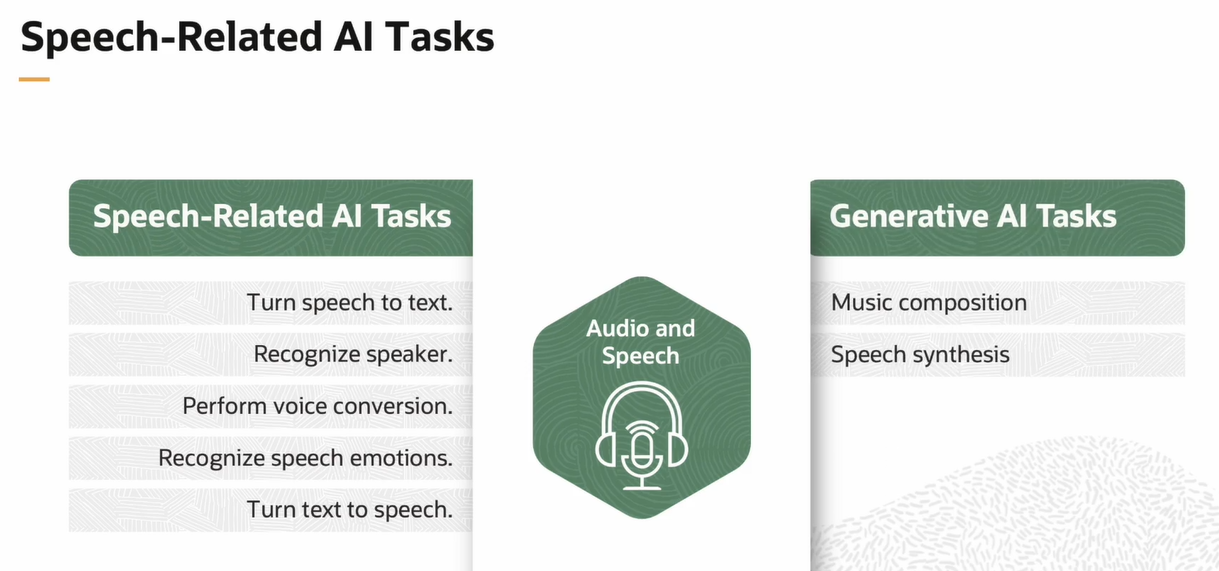 Speech-Related AI Tasks
Speech-Related AI Tasks
Turn speech to text.
Recognize speaker.
Perform voice conversion.
Recognize speech emotions.
Turn text to speech.
Audio and
Speech
Generative AI Tasks
Music composition
Speech synthesis